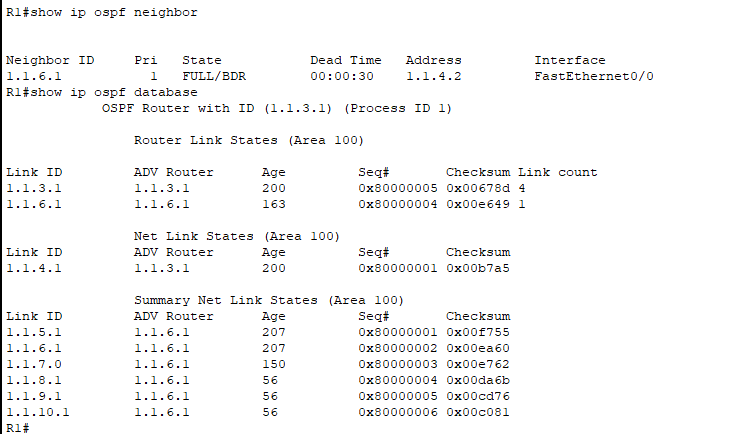 R1#show ip ospf neighbor
Neighbor ID Pri State Dead Time Address Interface
1.1.6.1 1 FULL/BDR 00:00:30 1.1.4.2 FastEthernet0/0
R1#show ip ospf database
OSPF Router with ID (1.1.3.1) (Process ID 1)
Router Link States (Area 100)
Link ID ADV Router Age Seq# Checksum Link count
1.1.3.1 1.1.3.1 200 0x80000005 0x00678d 4
1.1.6.1 1.1.6.1 163 0x80000004 0x00e649 1
Net Link States (Area 100)
Link ID ADV Router Age Seq# Checksum
1.1.4.1 1.1.3.1 200 0x80000001 0x00b7a5
Summary Net Link States (Area 100)
Link ID ADV Router Age Seq# Checksum
1.1.5.1 1.1.6.1 207 0x80000001 0x00f755
1.1.6.1 1.1.6.1 207 0x80000002 0x00ea60
1.1.7.0 1.1.6.1 150 0x80000003 0x00e762
1.1.8.1 1.1.6.1 56 0x80000004 0x00da6b
1.1.9.1 1.1.6.1 56 0x80000005 0x00cd76
1.1.10.1 1.1.6.1 56 0x80000006 0x00c081
R1#